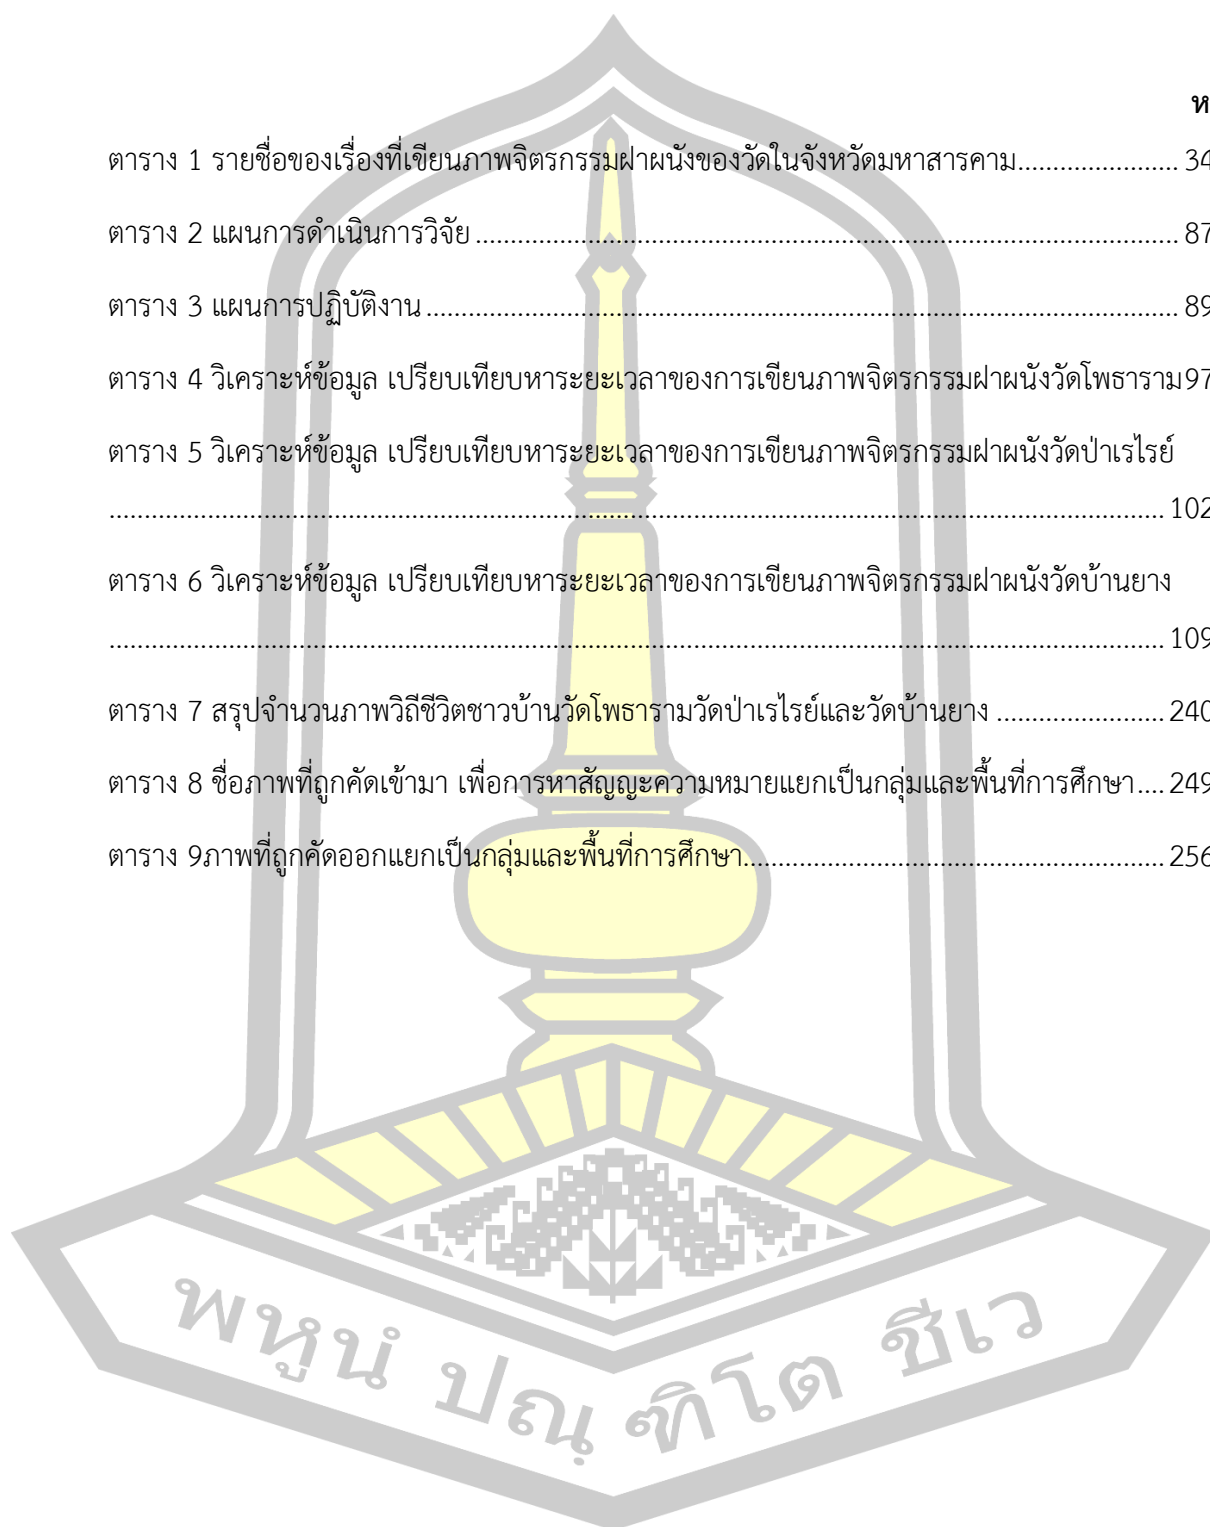 ห
ตาราง 1 รายชื่อของเรื่องที่เขียนภาพจิตรกรรมฝาผนังของวัดในจังหวัดมหาสารคาม....................... 34
ตาราง 2 แผนการดำเนินการวิจัย .................................................................................................... 87
ตาราง 3 แผนการปฏิบัติงาน ........................................................................................................... 89
ตาราง 4 วิเคราะห์ข้อมูล เปรียบเทียบหาระยะเวลาของการเขียนภาพจิตรกรรมฝาผนังวัดโพธาราม97
ตาราง 5 วิเคราะห์ข้อมูล เปรียบเทียบหาระยะเวลาของการเขียนภาพจิตรกรรมฝาผนังวัดป่าเรไรย์
...................................................................................................................................................... 102
ตาราง 6 วิเคราะห์ข้อมูล เปรียบเทียบหาระยะเวลาของการเขียนภาพจิตรกรรมฝาผนังวัดบ้านยาง
...................................................................................................................................................... 109
ตาราง 7 สรุปจำนวนภาพวิถีชีวิตชาวบ้านวัดโพธารามวัดป่าเรไรย์และวัดบ้านยาง ........................ 240
ตาราง 8 ชื่อภาพที่ถูกคัดเข้ามา เพื่อการหาสัญญะความหมายแยกเป็นกลุ่มและพื้นที่การศึกษา.... 249
ตาราง 9ภาพที่ถูกคัดออกแยกเป็นกลุ่มและพื้นที่การศึกษา............................................................ 256
พหูนํ ปณฺฑิโต ชีเว